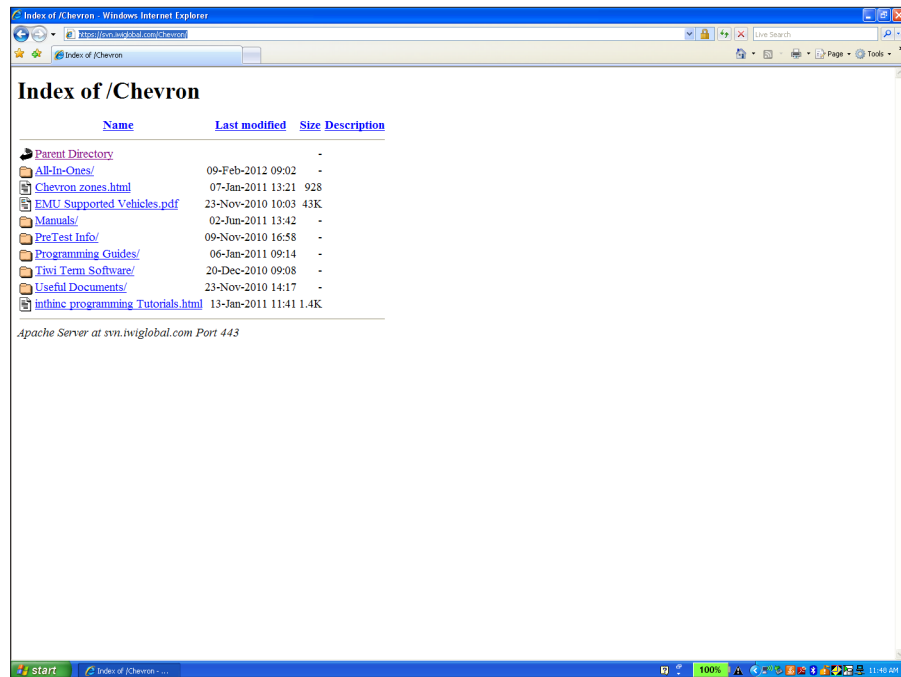 Index of /Chevron - Windows Internet Explorer
https://svn.iwiglobal.com/Chevron/
Live Search
Index of /Chevron
Page
Tools
Index of /Chevron
Name Last modified Size Description
Parent Directory -
All-In-Ones/ 09-Feb-2012 09:02 -
Chevron zones.html 07-Jan-2011 13:21 928
EMU Supported Vehicles.pdf 23-Nov-2010 10:03 43K
Manuals/ 02-Jun-2011 13:42 -
PreTest Info/ 09-Nov-2010 16:58 -
Programming Guides/ 06-Jan-2011 09:14 -
Tiwi Term Software/ 20-Dec-2010 09:08 -
Useful Documents/ 23-Nov-2010 14:17 -
inthinc programming Tutorials.html 13-Jan-2011 11:41 1.4K
Apache Server at svn.iwiglobal.com Port 443
start
Index of /Chevron - ...
100%
11:48 AM